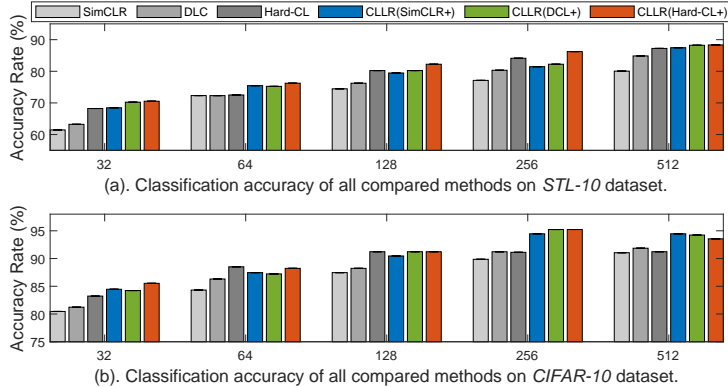 SimCLR DLC Hard-CL CLLR(SimCLR+) CLLR(DCL+) CLLR(Hard-CL+)
Accuracy Rate (%)
90
80
70
60
32 64 128 256 512
(a). Classification accuracy of all compared methods on STL-10 dataset.
Accuracy Rate (%)
95
90
85
80
75
32 64 128 256 512
(b). Classification accuracy of all compared methods on CIFAR-10 dataset.